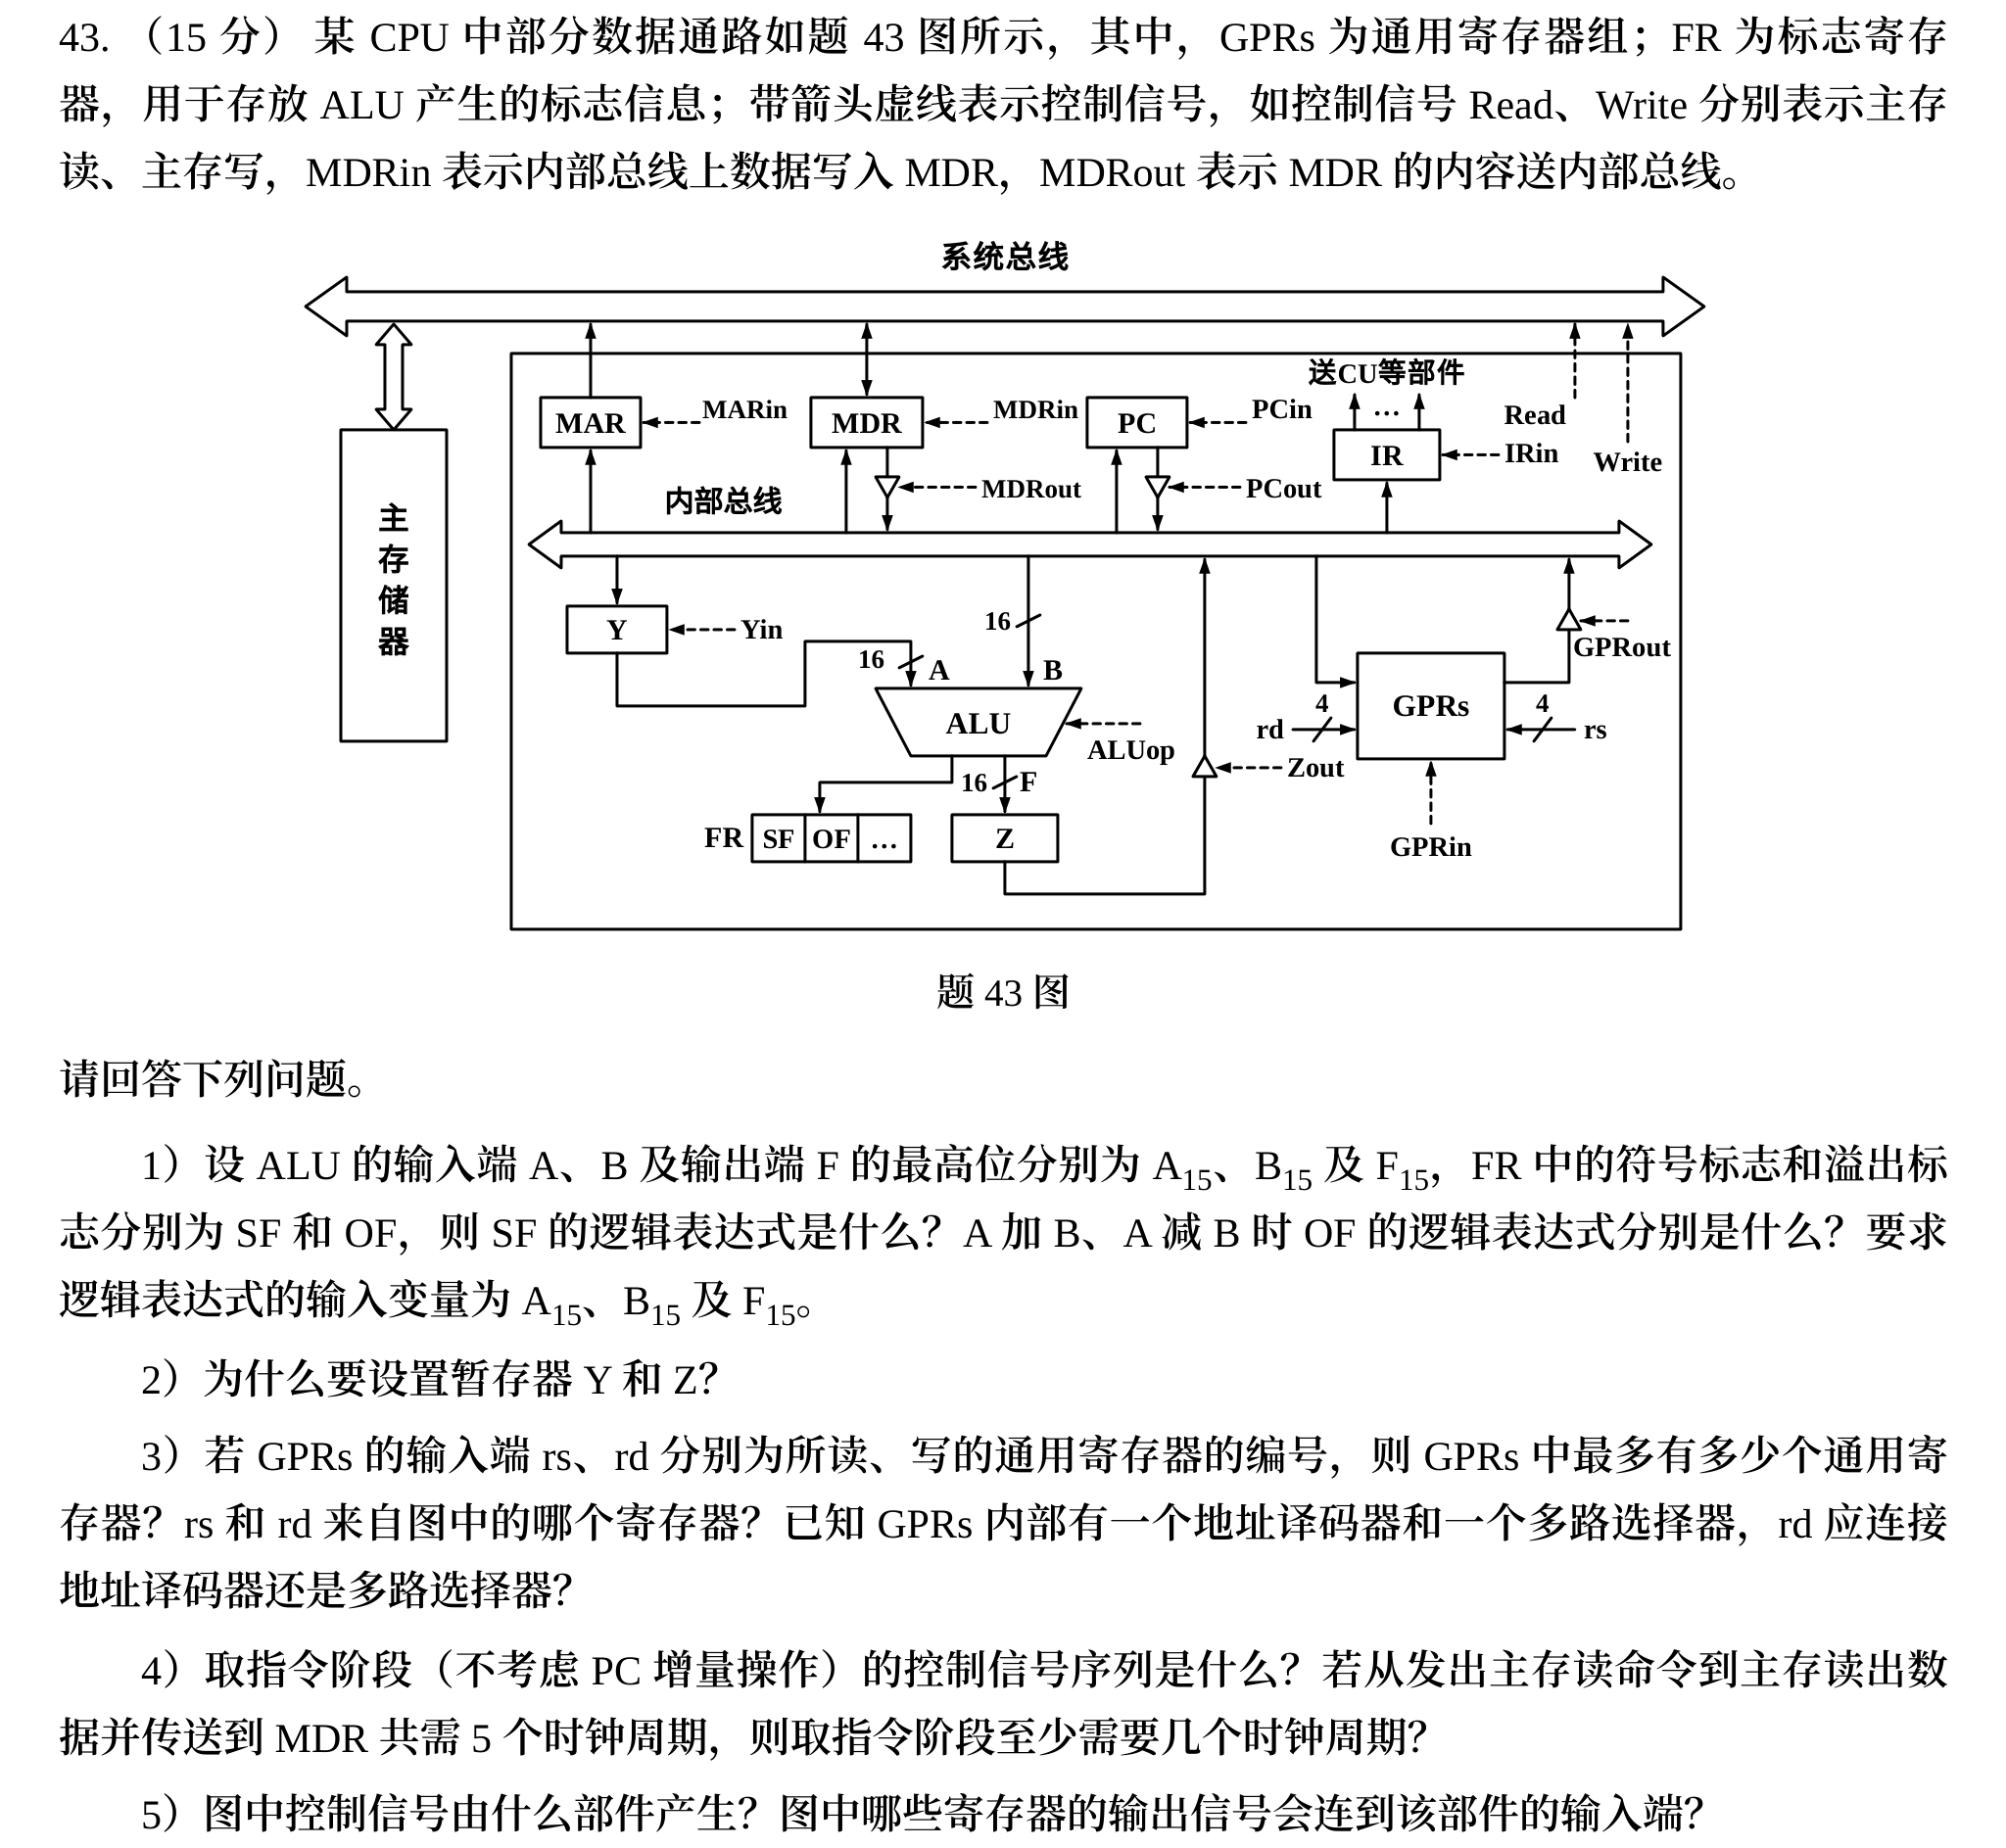 43. （15 分） 某 CPU 中部分数据通路如题 43 图所示，其中，GPRs 为通用寄存器组；FR 为标志寄存
器，用于存放 ALU 产生的标志信息；带箭头虚线表示控制信号，如控制信号 Read、Write 分别表示主存
读、主存写，MDRin 表示内部总线上数据写入 MDR，MDRout 表示 MDR 的内容送内部总线。
系统总线
送CU等部件
MAR
MARin
MDR
MDRin
PC
PCin
…
Read
IR
IRin
Write
内部总线
MDRout
PCout
主
存
储
器
Y
Yin
16
16
A
B
GPRout
ALU
ALUop
GPRs
4
4
rd
rs
16
F
Zout
FR
SF
OF
…
Z
GPRin
题 43 图
请回答下列问题。
1）设 ALU 的输入端 A、B 及输出端 F 的最高位分别为 A15、B15 及 F15，FR 中的符号标志和溢出标
志分别为 SF 和 OF，则 SF 的逻辑表达式是什么？A 加 B、A 减 B 时 OF 的逻辑表达式分别是什么？要求
逻辑表达式的输入变量为 A15、B15 及 F15。
2）为什么要设置暂存器 Y 和 Z？
3）若 GPRs 的输入端 rs、rd 分别为所读、写的通用寄存器的编号，则 GPRs 中最多有多少个通用寄
存器？rs 和 rd 来自图中的哪个寄存器？已知 GPRs 内部有一个地址译码器和一个多路选择器，rd 应连接
地址译码器还是多路选择器？
4）取指令阶段（不考虑 PC 增量操作）的控制信号序列是什么？若从发出主存读命令到主存读出数
据并传送到 MDR 共需 5 个时钟周期，则取指令阶段至少需要几个时钟周期？
5）图中控制信号由什么部件产生？图中哪些寄存器的输出信号会连到该部件的输入端？